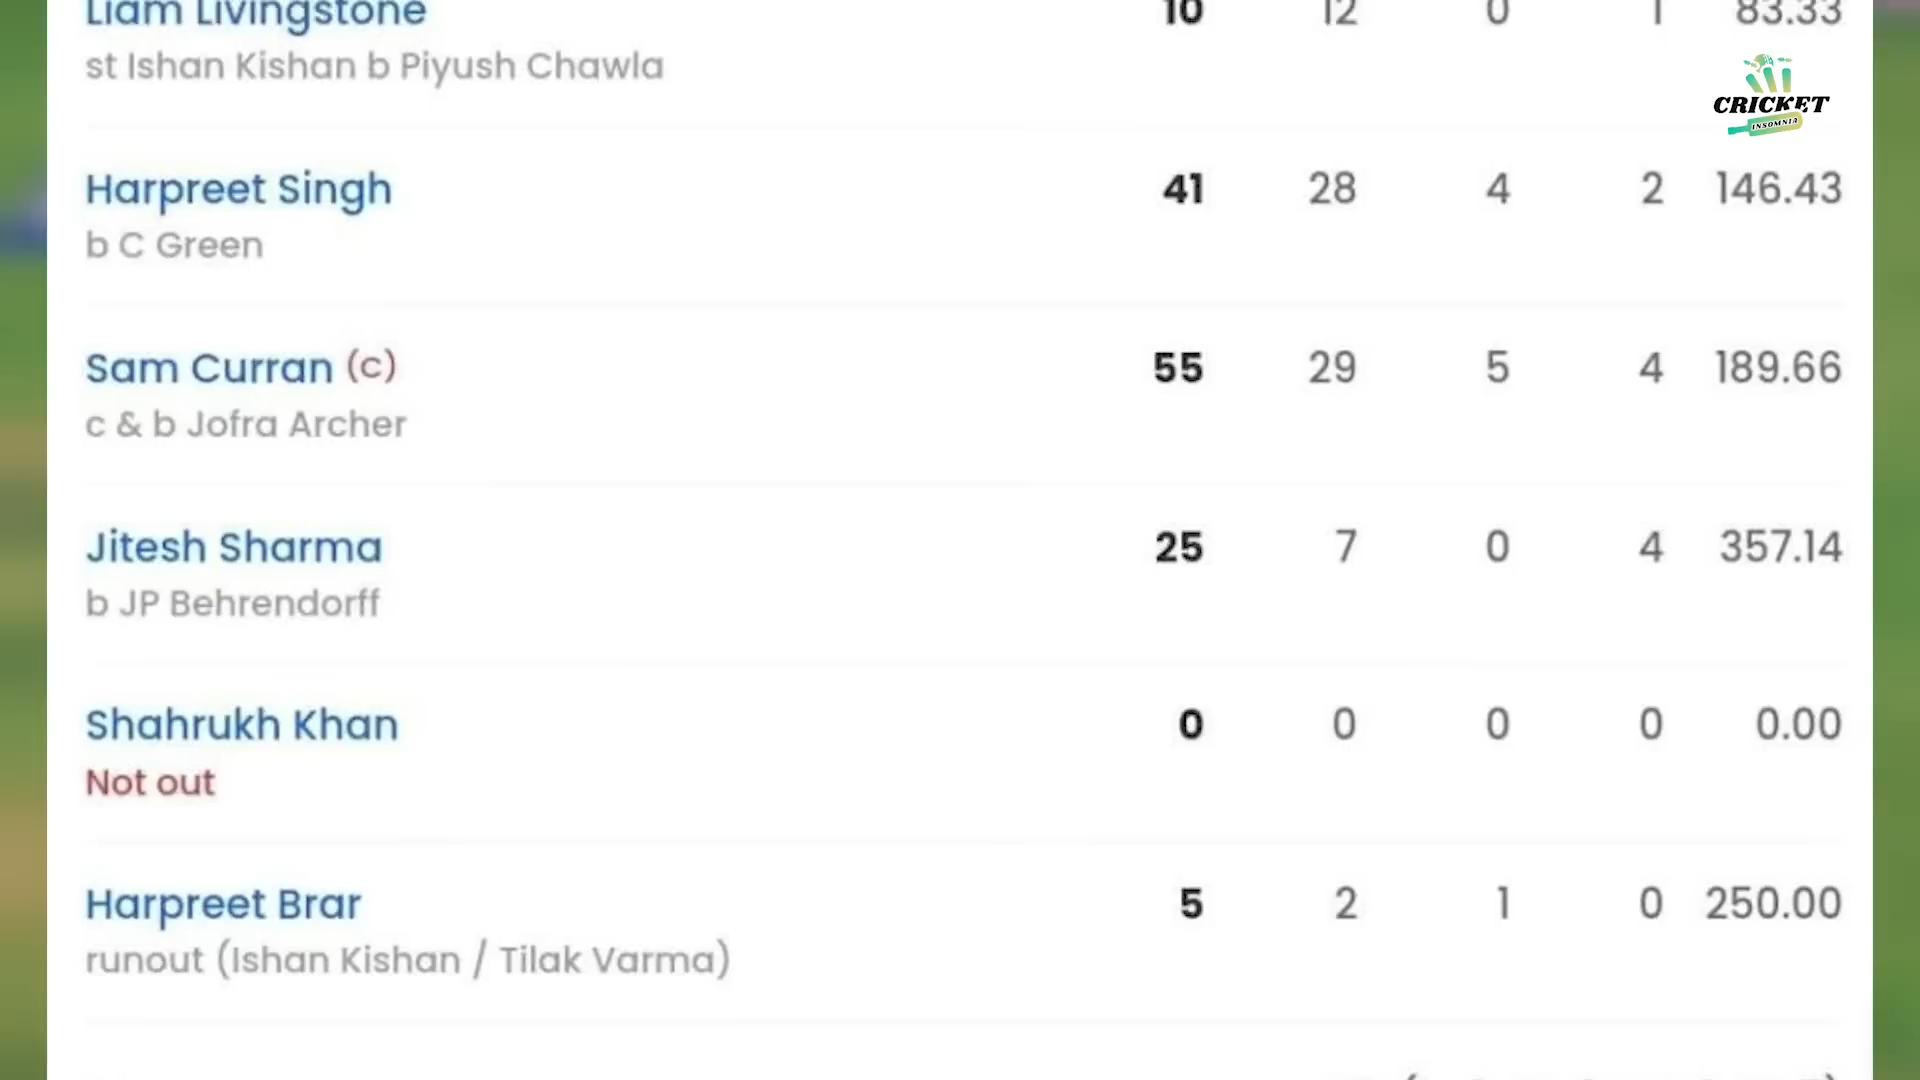 Liam Livingstone 10 12 0 1 83.33
st Ishan Kishan b Piyush Chawla
CRICKET
INSOMNIA
Harpreet Singh 41 28 4 2 146.43
b C Green
Sam Curran (c) 55 29 5 4 189.66
c & b Jofra Archer
Jitesh Sharma 25 7 0 4 357.14
b JP Behrendorff
Shahrukh Khan 0 0 0 0 0.00
Not out
Harpreet Brar 5 2 1 0 250.00
runout (Ishan Kishan / Tilak Varma)